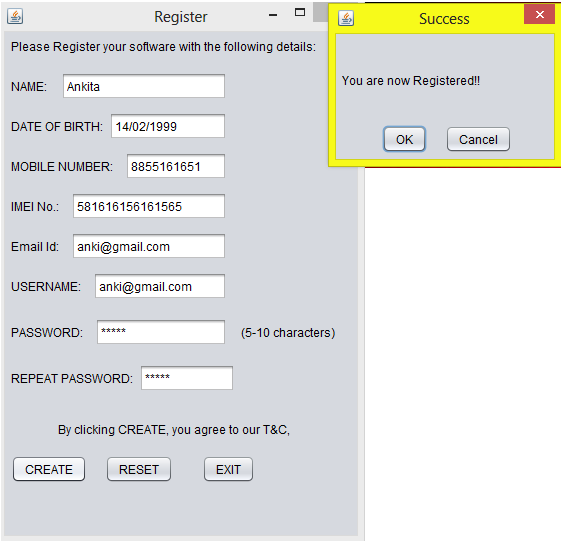 Register
Please Register your software with the following details:
NAME: Ankita
DATE OF BIRTH: 14/02/1999
MOBILE NUMBER: 8855161651
IMEI No.: 581616156161565
Email Id: anki@gmail.com
USERNAME: anki@gmail.com
PASSWORD: ***** (5-10 characters)
REPEAT PASSWORD: *****
By clicking CREATE, you agree to our T&C,
CREATE RESET EXIT
Success
You are now Registered!!
OK Cancel